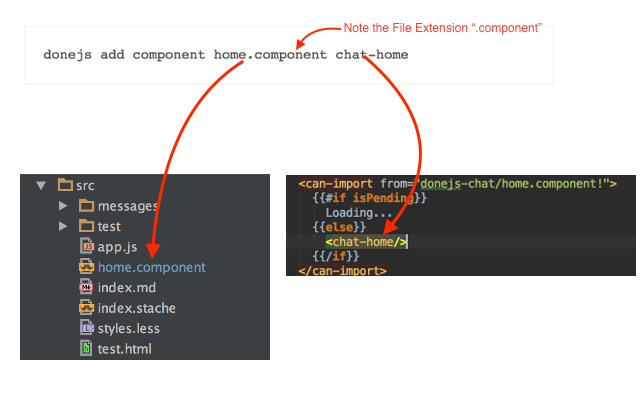 Note the File Extension “.component”
donejs add component home.component chat-home
src
messages
test
app.js
home.component
index.md
index.stache
styles.less
test.html
<can-import from="donejs-chat/home.component!">
{{#if isPending}}
Loading...
{{else}}
<chat-home/>
{{/if}}
</can-import>